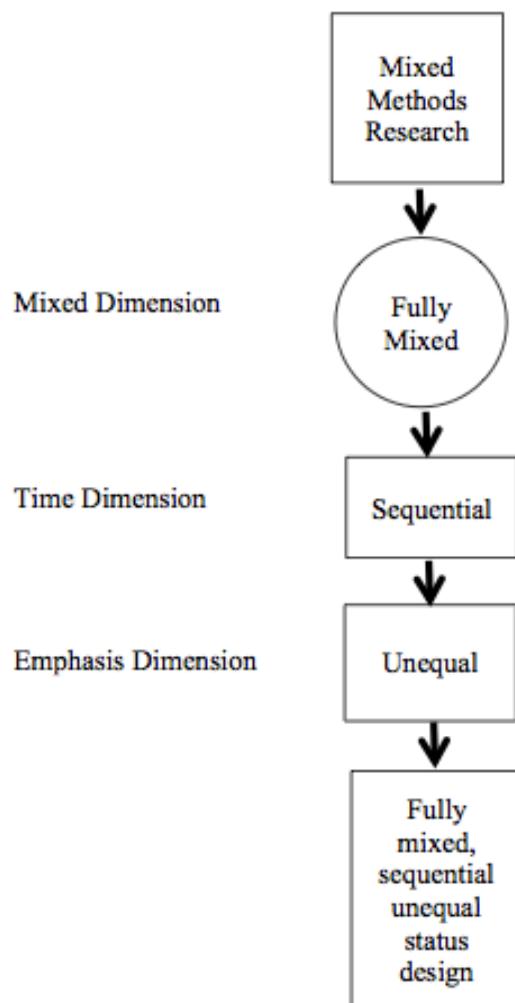 Mixed
Methods
Research
Mixed Dimension
Fully
Mixed
Time Dimension
Sequential
Emphasis Dimension
Unequal
Fully
mixed,
sequential
unequal
status
design